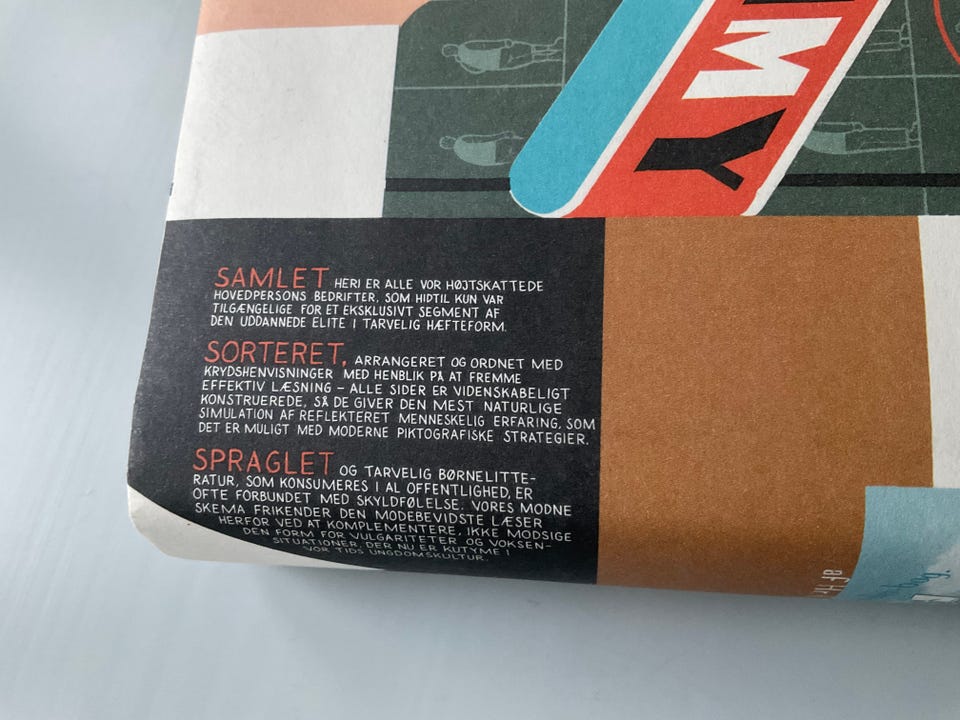 IMMY
SAMLET HERI ER ALLE VOR HØJTSKATTEDE
HOVEDPERSONS BEDRIFTER, SOM HIDTIL KUN VAR
TILGÆNGELIGE FOR ET EKSKLUSIVT SEGMENT AF
DEN UDDANNEDE ELITE I TARVELIG HÆFTEFORM.
SORTERET, ARRANGERET OG ORDNET MED
KRYDSHENVISNINGER MED HENBLIK PÅ AT FREMME
EFFEKTIV LÆSNING – ALLE SIDER ER VIDENSKABELIGT
KONSTRUEREDE, SÅ DE GIVER DEN MEST NATURLIGE
SIMULATION AF REFLEKTERET MENNESKELIG ERFARING, SOM
DET ER MULIGT MED MODERNE PIKTOGRAFISKE STRATEGIER.
SPRAGLET OG TARVELIG BØRNELITTE-
RATUR, SOM KONSUMERES I AL OFFENTLIGHED, ER
OFTE FORBUNDET MED SKYLDFØLELSE. VORES MODNE
SKEMA FRIKENDER DEN MODEBEVIDSTE LÆSER
HERFOR VED AT KOMPLEMENTERE, IKKE MODSIGE
DEN FORM FOR VULGARITETER OG VOKSEN-
SITUATIONER, DER NU ER KUTYME I
VOR TIDS UNGDOMSKULTUR.
af